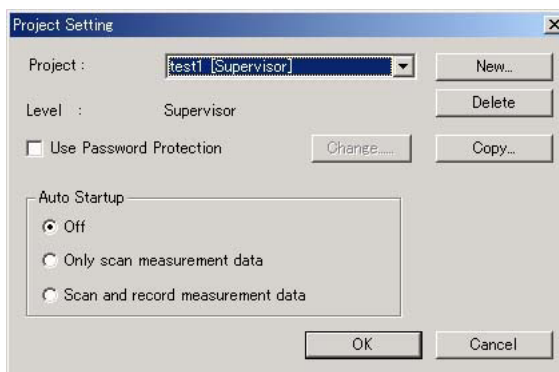 Project Setting
Project : test1 [Supervisor] New...
Level : Supervisor Delete
Use Password Protection Change..... Copy...
Auto Startup
Off
Only scan measurement data
Scan and record measurement data
OK Cancel